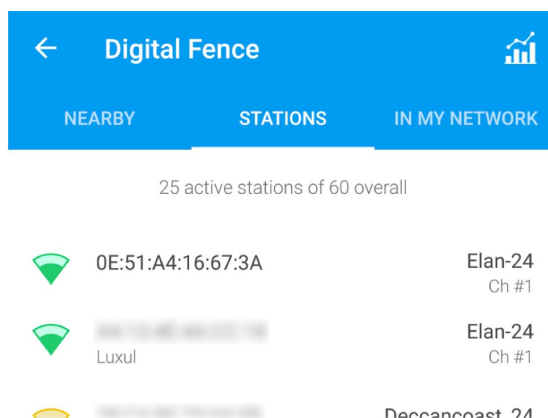 Digital Fence
NEARBY STATIONS IN MY NETWORK
25 active stations of 60 overall
0E:51:A4:16:67:3A Elan-24
Ch #1
Elan-24
Luxul Ch #1
Deccancoast_24